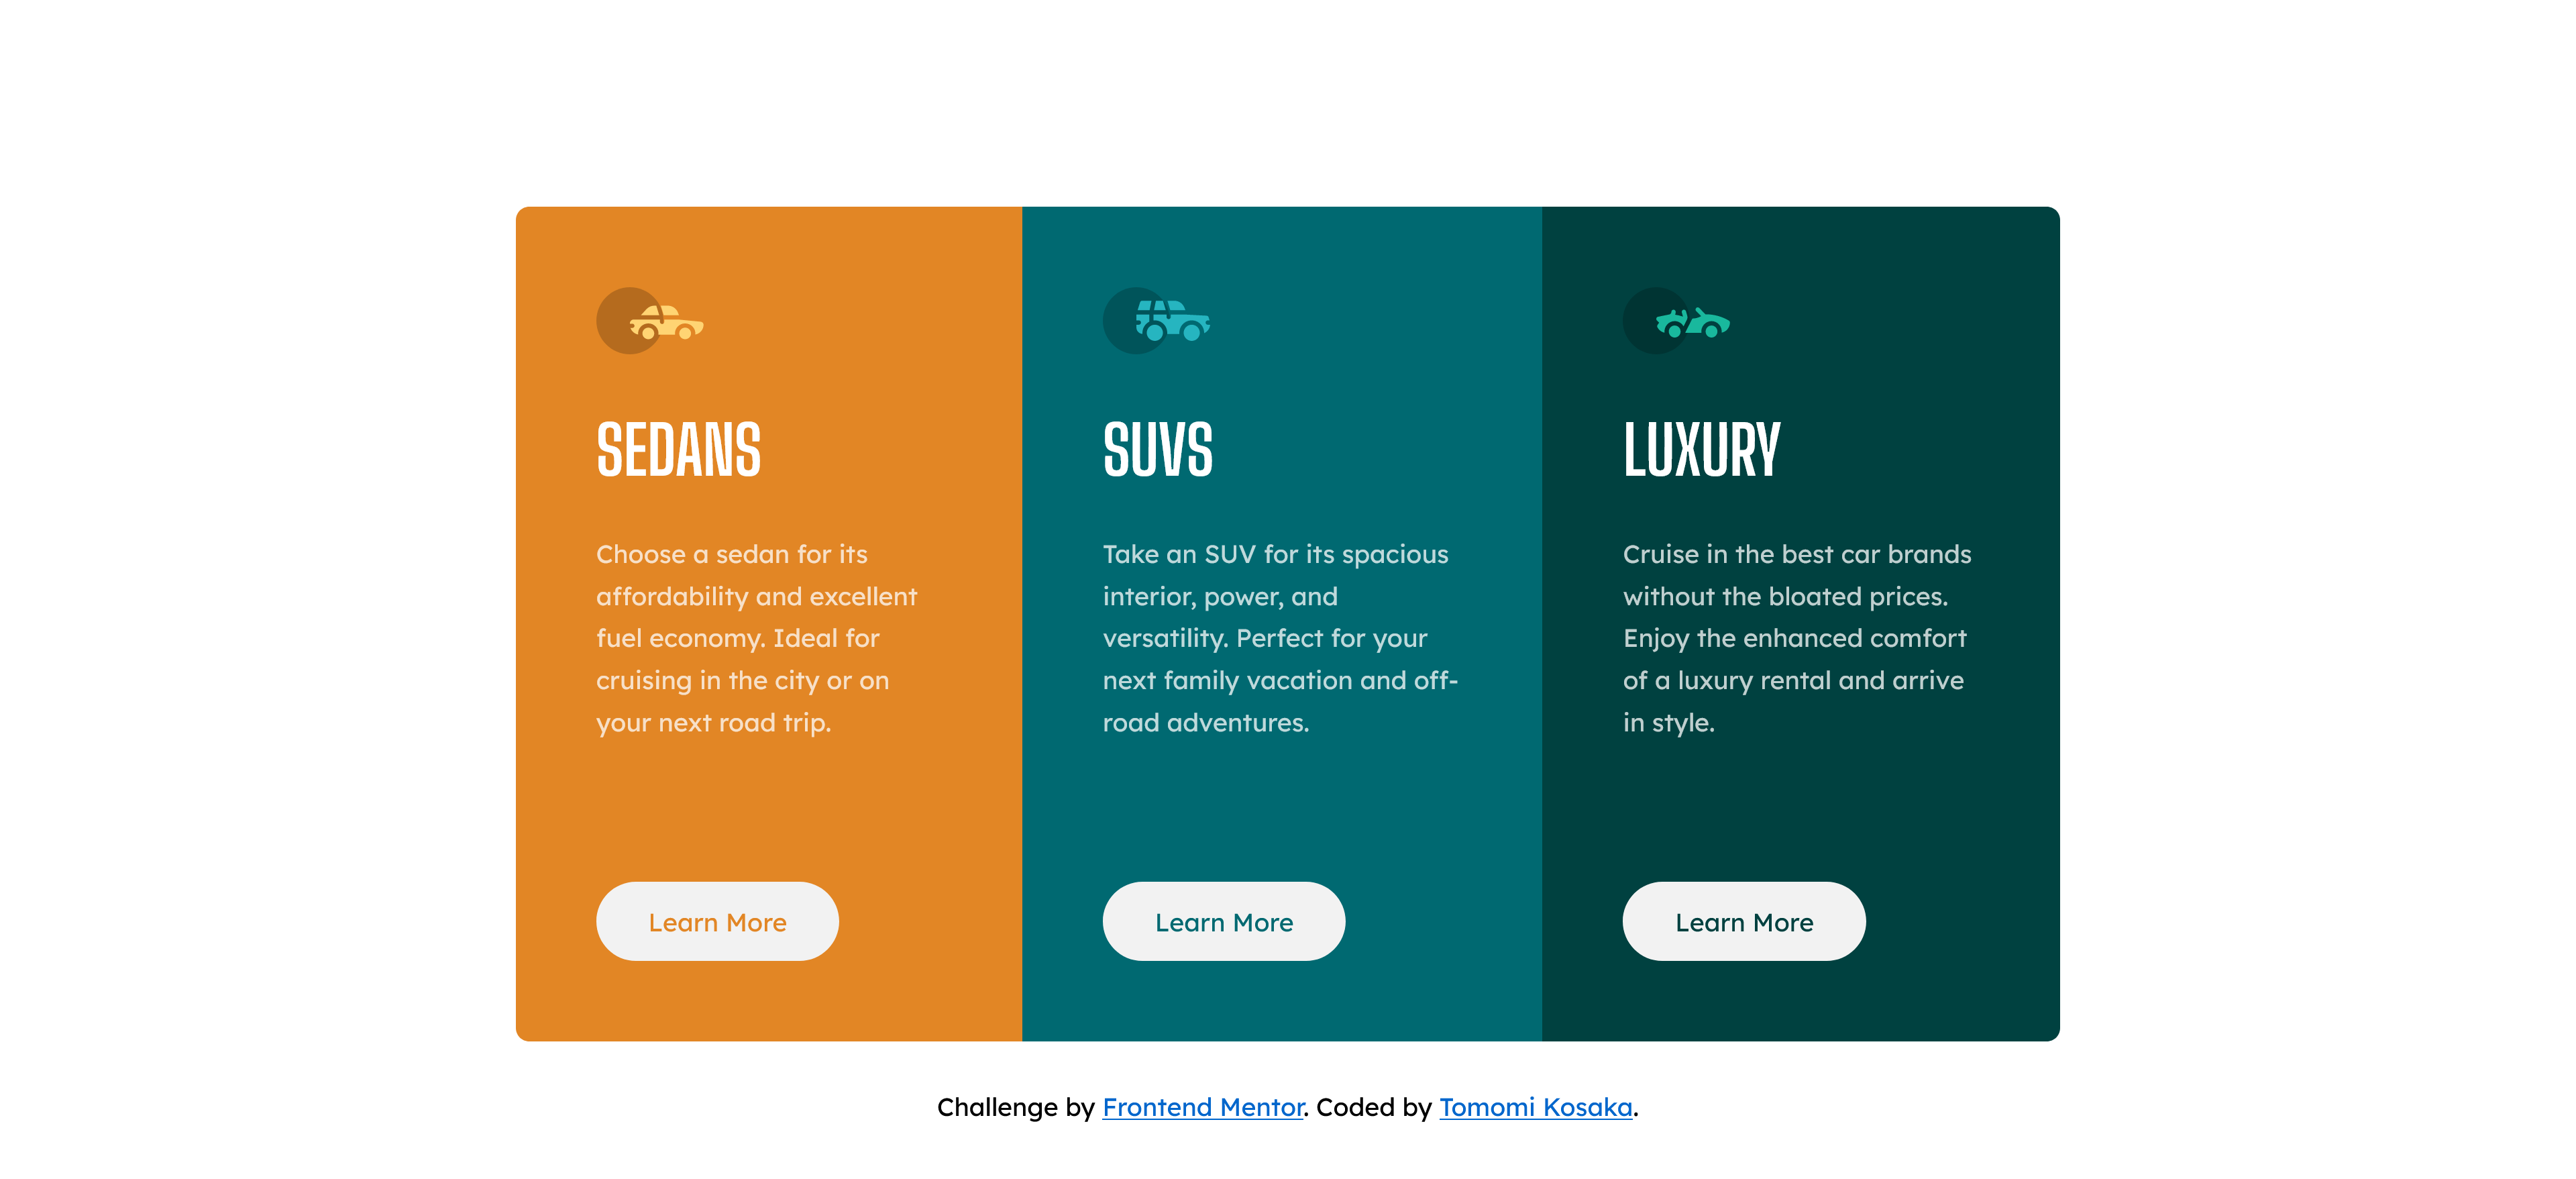 SEDANS
Choose a sedan for its
affordability and excellent
fuel economy. Ideal for
cruising in the city or on
your next road trip.
Learn More
SUVS
Take an SUV for its spacious
interior, power, and
versatility. Perfect for your
next family vacation and off-
road adventures.
Learn More
LUXURY
Cruise in the best car brands
without the bloated prices.
Enjoy the enhanced comfort
of a luxury rental and arrive
in style.
Learn More
Challenge by Frontend Mentor. Coded by Tomomi Kosaka.